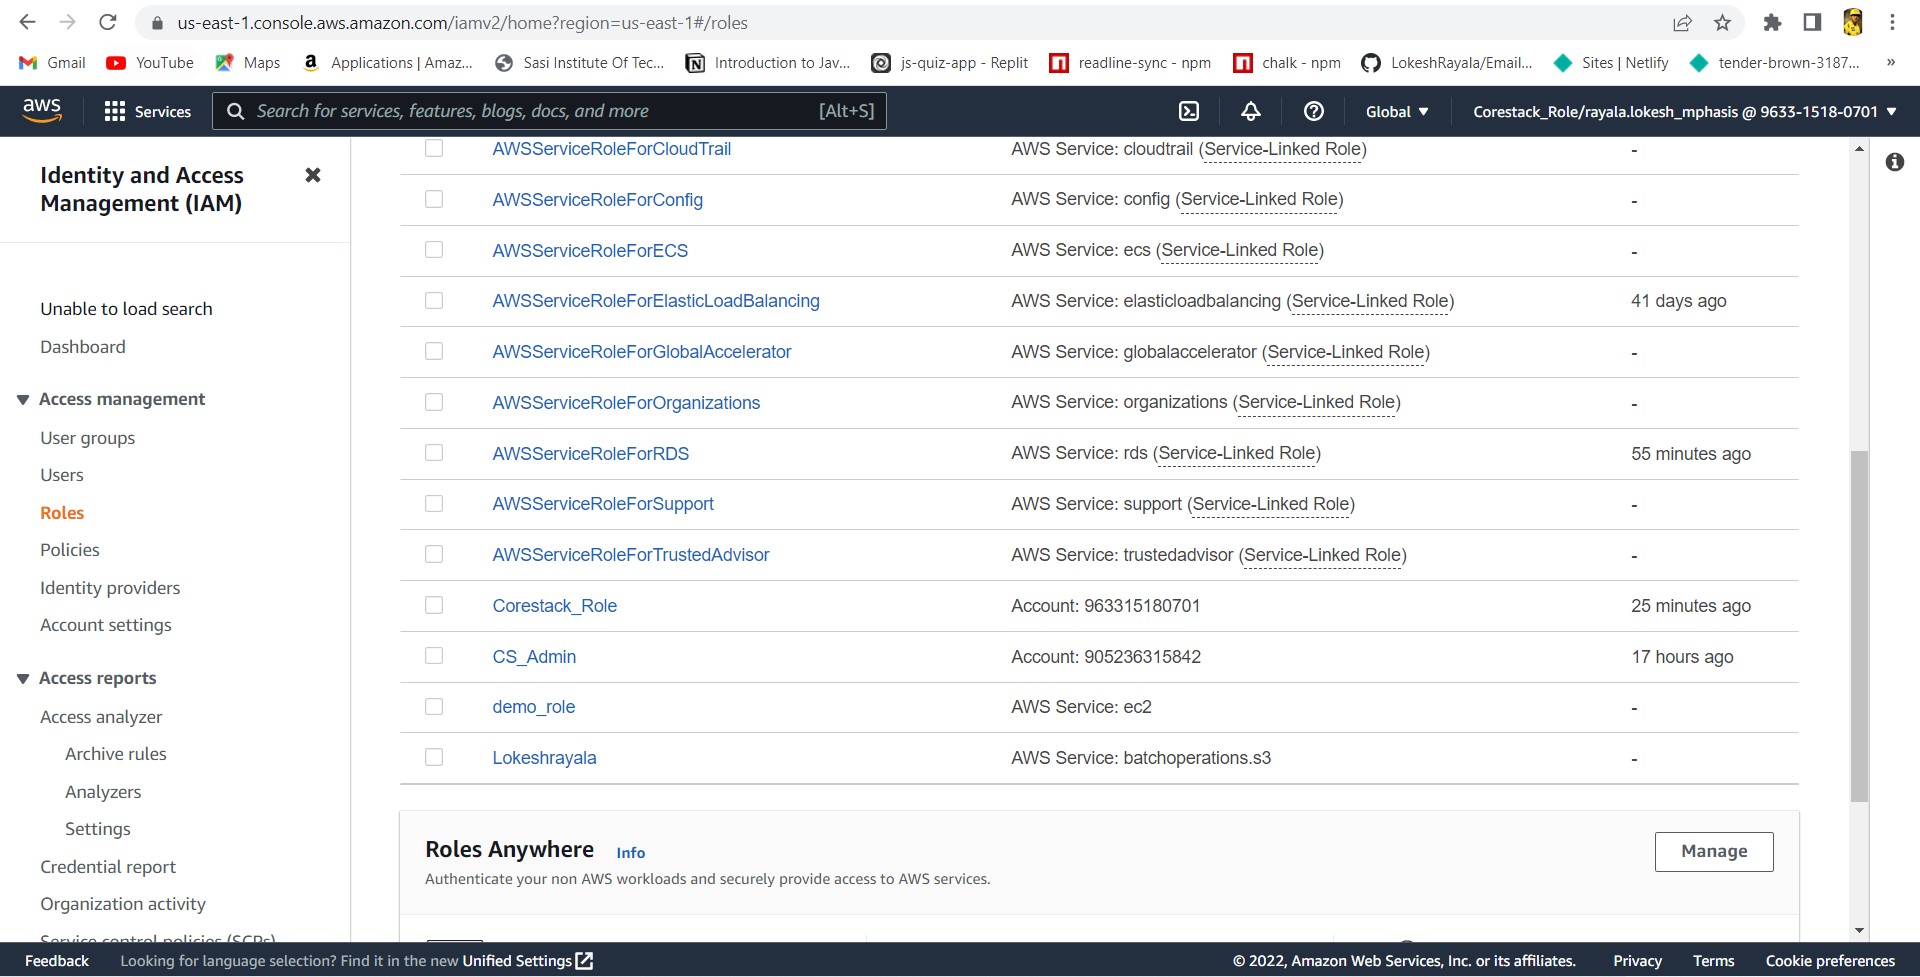 us-east-1.console.aws.amazon.com/iamv2/home?region=us-east-1#/roles
Gmail YouTube Maps Applications | Amaz... Sasi Institute Of Tec... Introduction to Jav... js-quiz-app - Replit readline-sync - npm chalk - npm LokeshRayala/Email... Sites | Netlify tender-brown-3187... »
aws Services Search for services, features, blogs, docs, and more [Alt+S] Global Corestack_Role/rayala.lokesh_mphasis @ 9633-1518-0701
Identity and Access
Management (IAM)
Unable to load search
Dashboard
Access management
User groups
Users
Roles
Policies
Identity providers
Account settings
Access reports
Access analyzer
Archive rules
Analyzers
Settings
Credential report
Organization activity
Service control policies (SCPs)
AWSServiceRoleForCloudTrail AWS Service: cloudtrail (Service-Linked Role) -
AWSServiceRoleForConfig AWS Service: config (Service-Linked Role) -
AWSServiceRoleForECS AWS Service: ecs (Service-Linked Role) -
AWSServiceRoleForElasticLoadBalancing AWS Service: elasticloadbalancing (Service-Linked Role) 41 days ago
AWSServiceRoleForGlobalAccelerator AWS Service: globalaccelerator (Service-Linked Role) -
AWSServiceRoleForOrganizations AWS Service: organizations (Service-Linked Role) -
AWSServiceRoleForRDS AWS Service: rds (Service-Linked Role) 55 minutes ago
AWSServiceRoleForSupport AWS Service: support (Service-Linked Role) -
AWSServiceRoleForTrustedAdvisor AWS Service: trustedadvisor (Service-Linked Role) -
Corestack_Role Account: 963315180701 25 minutes ago
CS_Admin Account: 905236315842 17 hours ago
demo_role AWS Service: ec2 -
Lokeshrayala AWS Service: batchoperations.s3 -
Roles Anywhere Info Manage
Authenticate your non AWS workloads and securely provide access to AWS services.
Feedback Looking for language selection? Find it in the new Unified Settings © 2022, Amazon Web Services, Inc. or its affiliates. Privacy Terms Cookie preferences